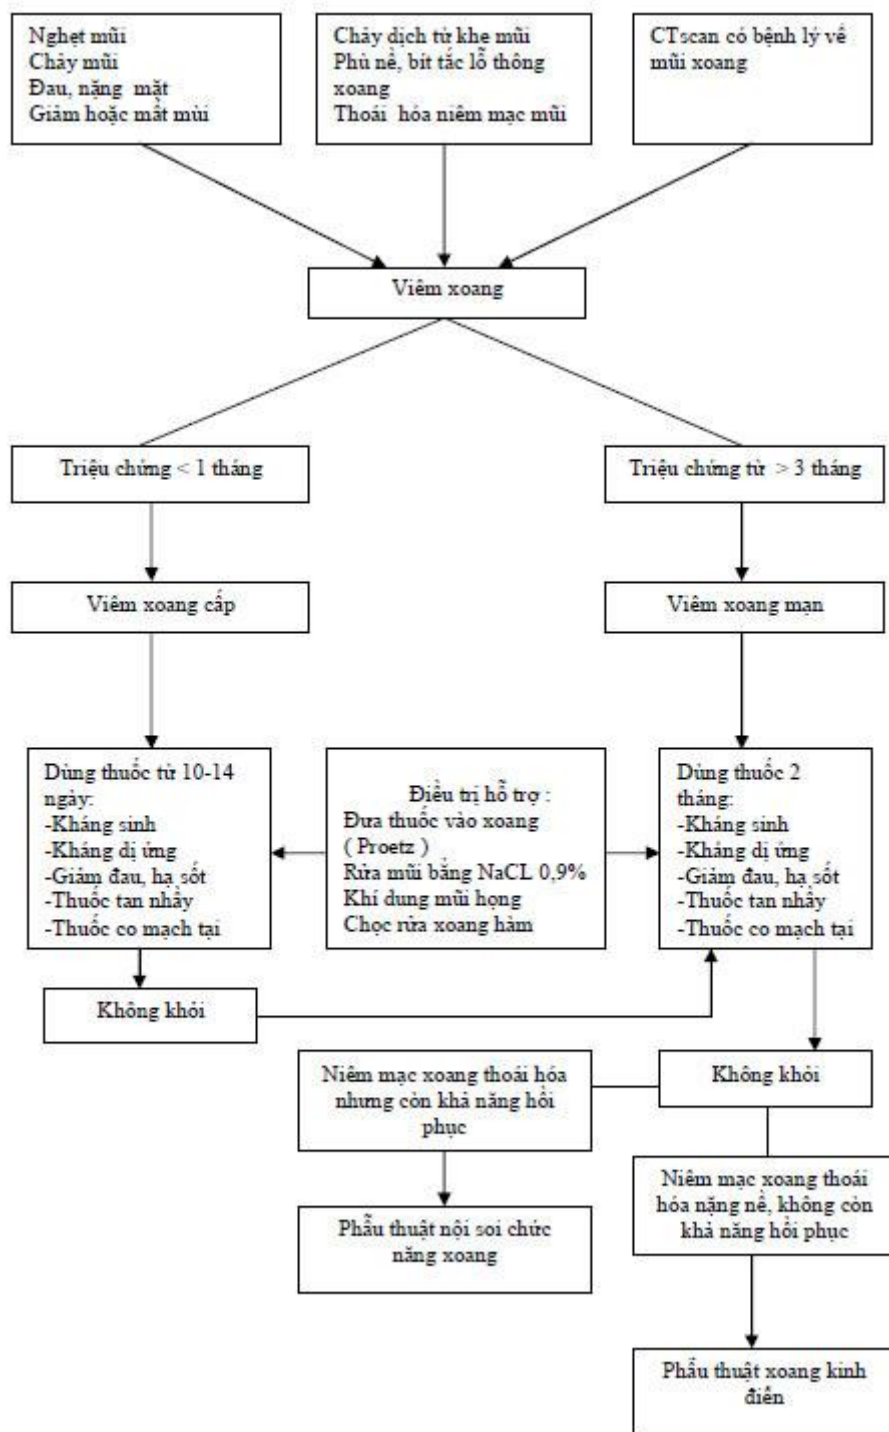 Nghẹt mũi
Chảy mũi
Đau, nặng mặt
Giảm hoặc mất mùi
Chảy dịch từ khe mũi
Phù nề, bít tắc lỗ thông
xoang
Thoái hóa niêm mạc mũi
CTscan có bệnh lý về
mũi xoang
Viêm xoang
Triệu chứng < 1 tháng
Triệu chứng từ > 3 tháng
Viêm xoang cấp
Viêm xoang mạn
Dùng thuốc từ 10-14
ngày:
-Kháng sinh
-Kháng dị ứng
-Giảm đau, hạ sốt
-Thuốc tan nhầy
-Thuốc co mạch tại
Điều trị hỗ trợ :
Đưa thuốc vào xoang
( Proetz )
Rửa mũi bằng NaCL 0,9%
Khí dung mũi họng
Chọc rửa xoang hàm
Dùng thuốc 2
tháng:
-Kháng sinh
-Kháng dị ứng
-Giảm đau, hạ sốt
-Thuốc tan nhầy
-Thuốc co mạch tại
Không khỏi
Niêm mạc xoang thoái hóa
nhưng còn khả năng hồi
phục
Không khỏi
Niêm mạc xoang thoái
hóa nặng nề, không còn
khả năng hồi phục
Phẫu thuật nội soi chức
năng xoang
Phẫu thuật xoang kinh
điển